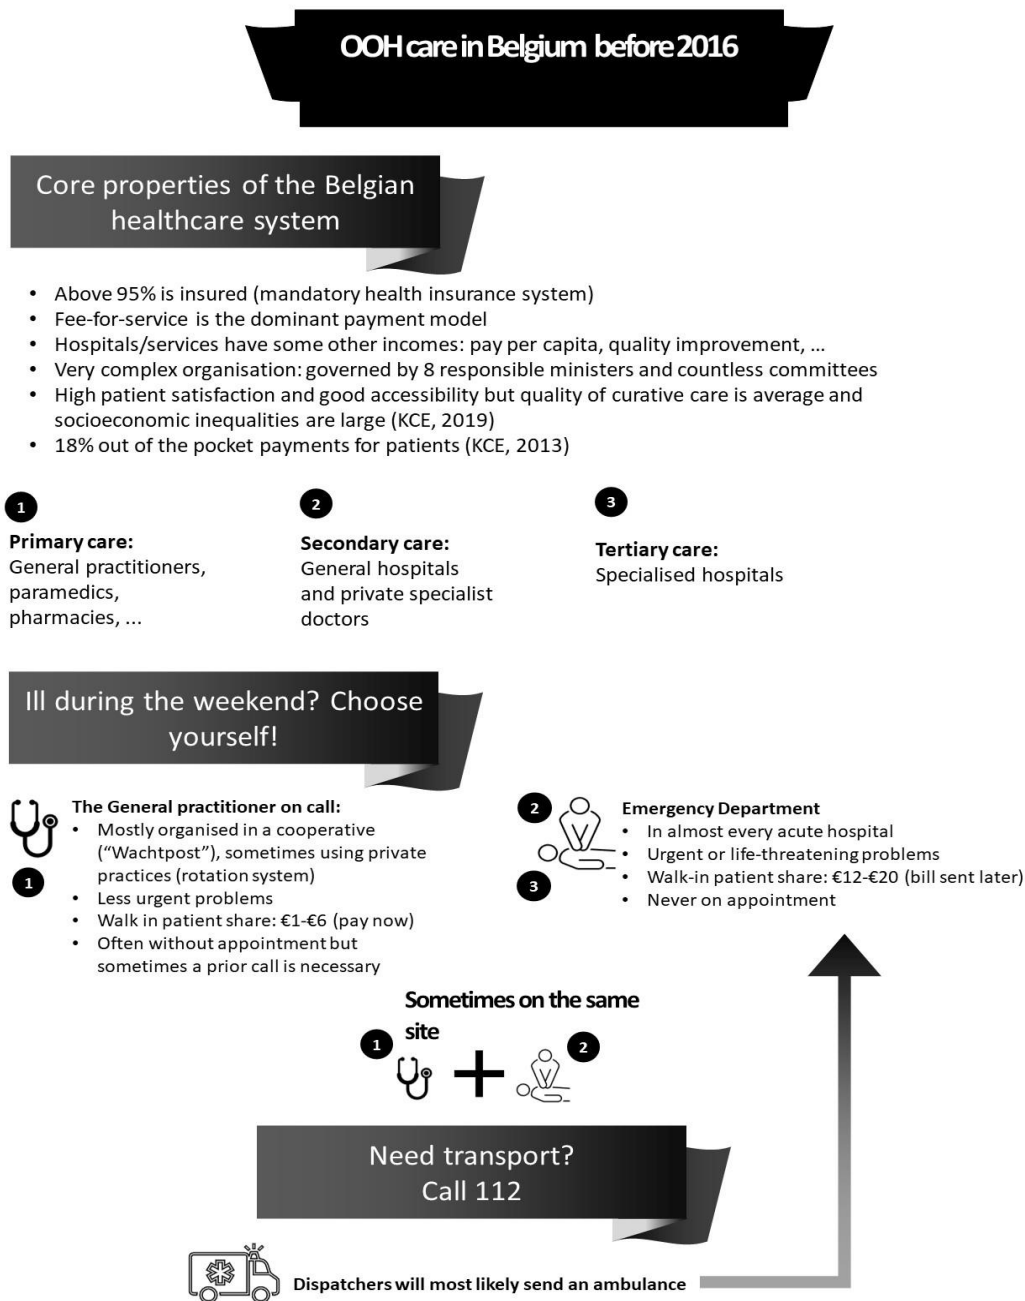 OOH care in Belgium before 2016
Core properties of the Belgian
healthcare system
• Above 95% is insured (mandatory health insurance system)
• Fee-for-service is the dominant payment model
• Hospitals/services have some other incomes: pay per capita, quality improvement, ...
• Very complex organisation: governed by 8 responsible ministers and countless committees
• High patient satisfaction and good accessibility but quality of curative care is average and
socioeconomic inequalities are large (KCE, 2019)
• 18% out of the pocket payments for patients (KCE, 2013)
1
Primary care:
General practitioners,
paramedics,
pharmacies, ...
2
Secondary care:
General hospitals
and private specialist
doctors
3
Tertiary care:
Specialised hospitals
Ill during the weekend? Choose
yourself!
1
The General practitioner on call:
• Mostly organised in a cooperative
(“Wachtpost”), sometimes using private
practices (rotation system)
• Less urgent problems
• Walk in patient share: €1-€6 (pay now)
• Often without appointment but
sometimes a prior call is necessary
2
3
Emergency Department
• In almost every acute hospital
• Urgent or life-threatening problems
• Walk-in patient share: €12-€20 (bill sent later)
• Never on appointment
Sometimes on the same
site
1
2
Need transport?
Call 112
Dispatchers will most likely send an ambulance